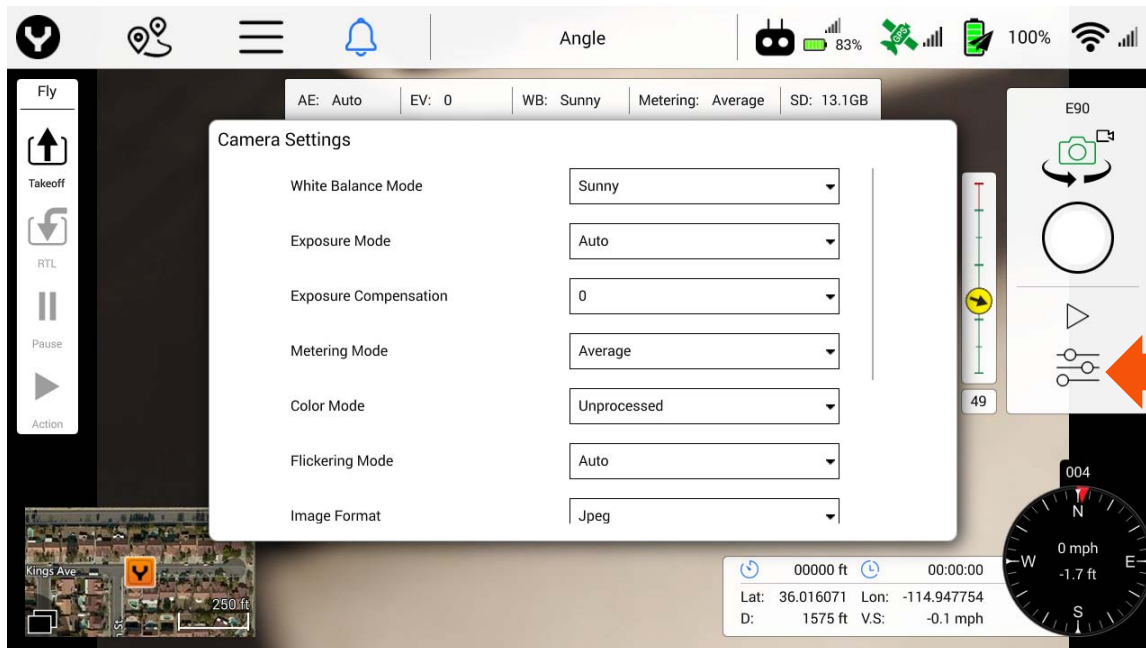 Angle
83%
GPS
100%
Fly
Takeoff
RTL
Pause
Action
AE: Auto EV: 0 WB: Sunny Metering: Average SD: 13.1GB
Camera Settings
White Balance Mode Sunny
Exposure Mode Auto
Exposure Compensation 0
Metering Mode Average
Color Mode Unprocessed
Flickering Mode Auto
Image Format Jpeg
E90
49
004
N
W E
S
0 mph
-1.7 ft
Kings Ave
250 ft
00000 ft 00:00:00
Lat: 36.016071 Lon: -114.947754
D: 1575 ft V.S: -0.1 mph